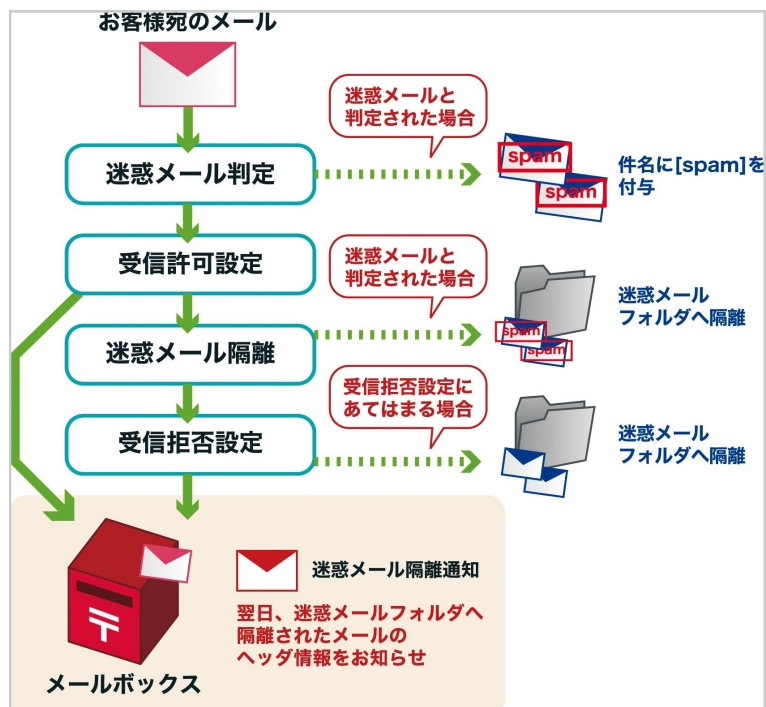 お客様宛のメール
迷惑メールと
判定された場合
迷惑メール判定
spam
spam
件名に[spam]を
付与
受信許可設定
迷惑メールと
判定された場合
迷惑メール
フォルダへ隔離
spam
spam
迷惑メール隔離
受信拒否設定に
あてはまる場合
受信拒否設定
迷惑メール
フォルダへ隔離
迷惑メール隔離通知
翌日、迷惑メールフォルダへ
隔離されたメールの
ヘッダ情報をお知らせ
〒
メールボックス